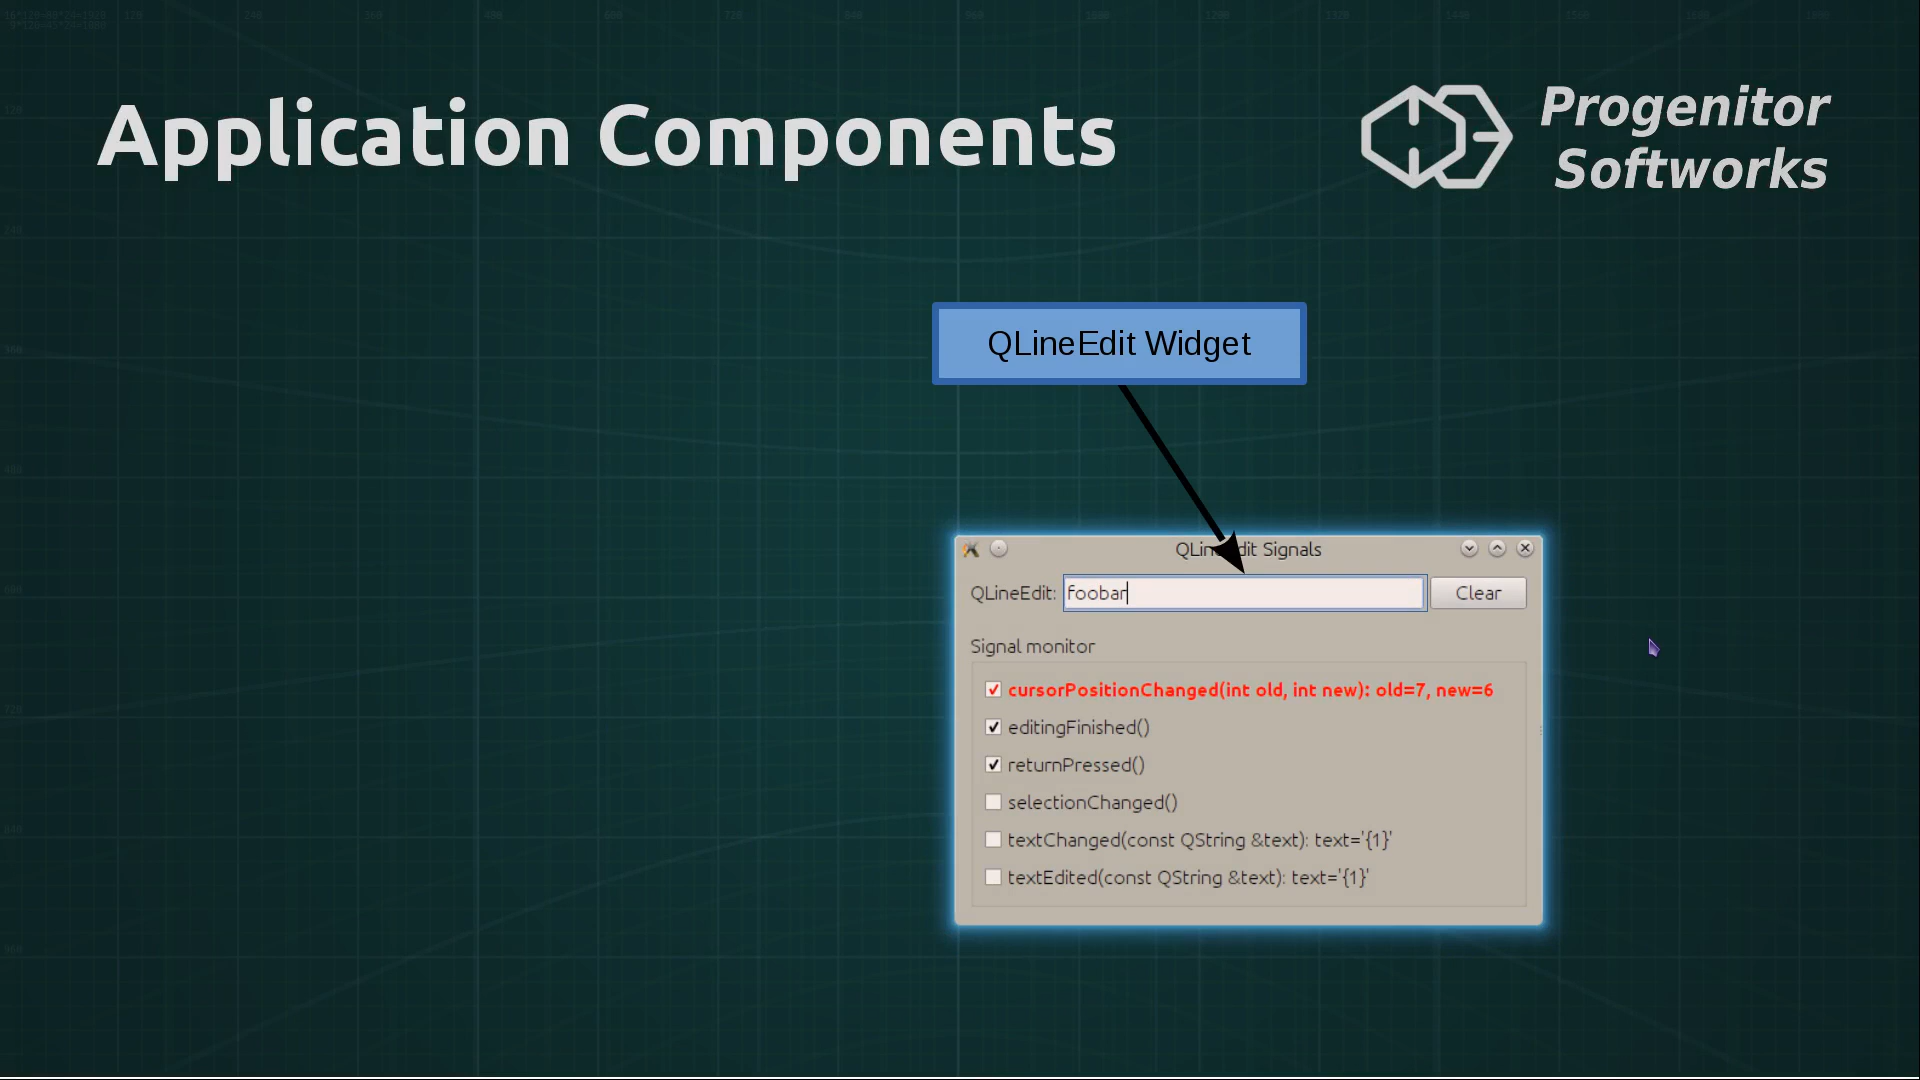 Application Components
Progenitor
Softworks
QLineEdit Widget
QLineEdit Signals
QLineEdit: foobar Clear
Signal monitor
cursorPositionChanged(int old, int new): old=7, new=6
editingFinished()
returnPressed()
selectionChanged()
textChanged(const QString &text): text='{1}'
textEdited(const QString &text): text='{1}'